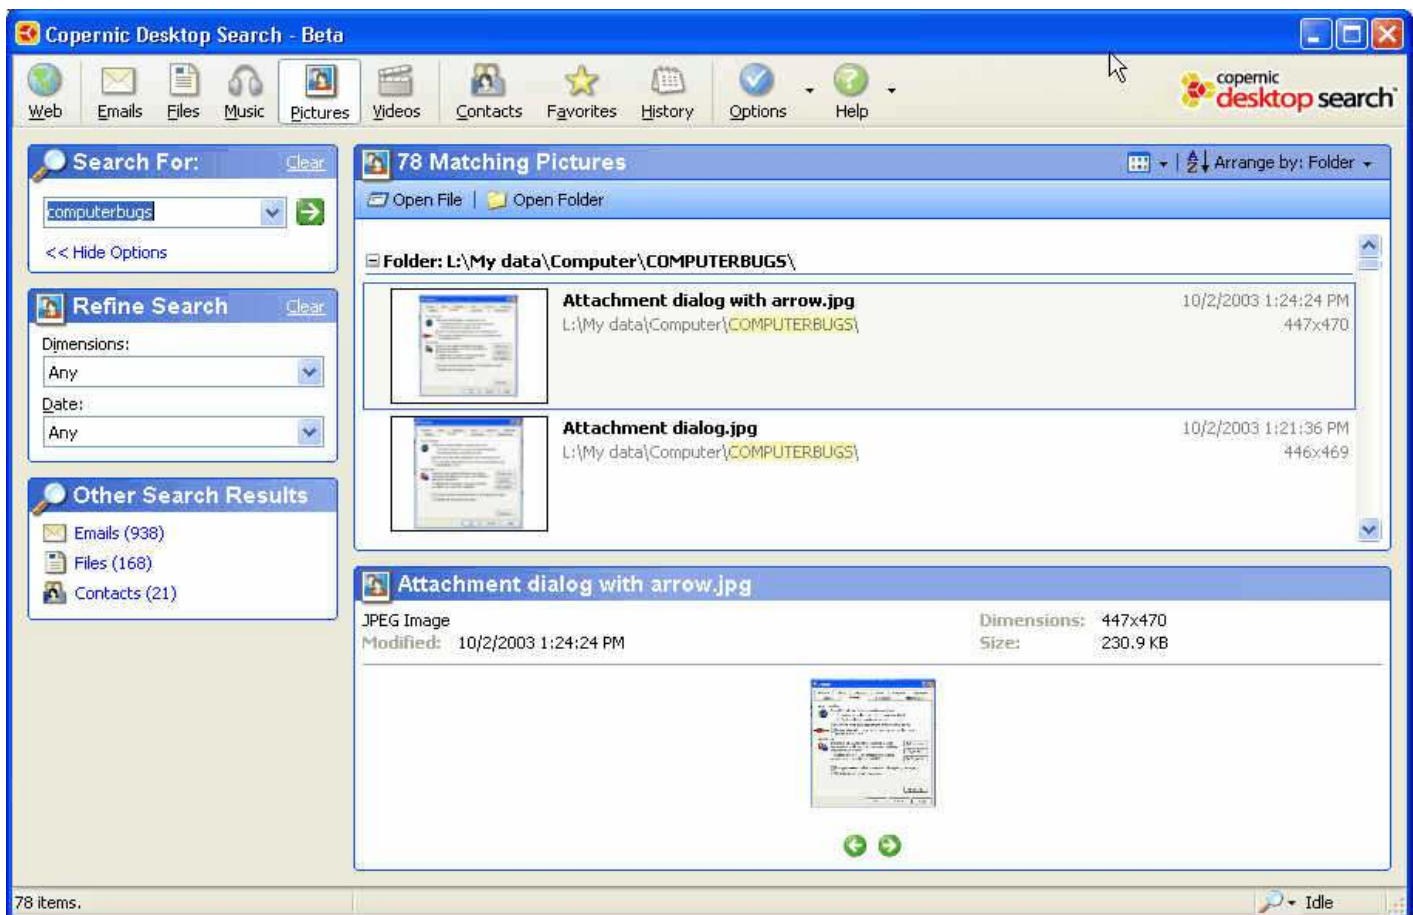 Copernic Desktop Search - Beta
Web
Emails
Files
Music
Pictures
Videos
Contacts
Favorites
History
Options
Help
copernic
desktop search
Search For:
Clear
computerbugs
<< Hide Options
Refine Search
Clear
Dimensions:
Any
Date:
Any
Other Search Results
Emails (938)
Files (168)
Contacts (21)
78 Matching Pictures
Arrange by: Folder
Open File | Open Folder
Folder: L:\My data\Computer\COMPUTERBUGS\
Attachment dialog with arrow.jpg
10/2/2003 1:24:24 PM
L:\My data\Computer\COMPUTERBUGS\
447x470
Attachment dialog.jpg
10/2/2003 1:21:36 PM
L:\My data\Computer\COMPUTERBUGS\
446x469
Attachment dialog with arrow.jpg
JPEG Image
Dimensions: 447x470
Modified: 10/2/2003 1:24:24 PM
Size: 230.9 KB
78 items.
Idle